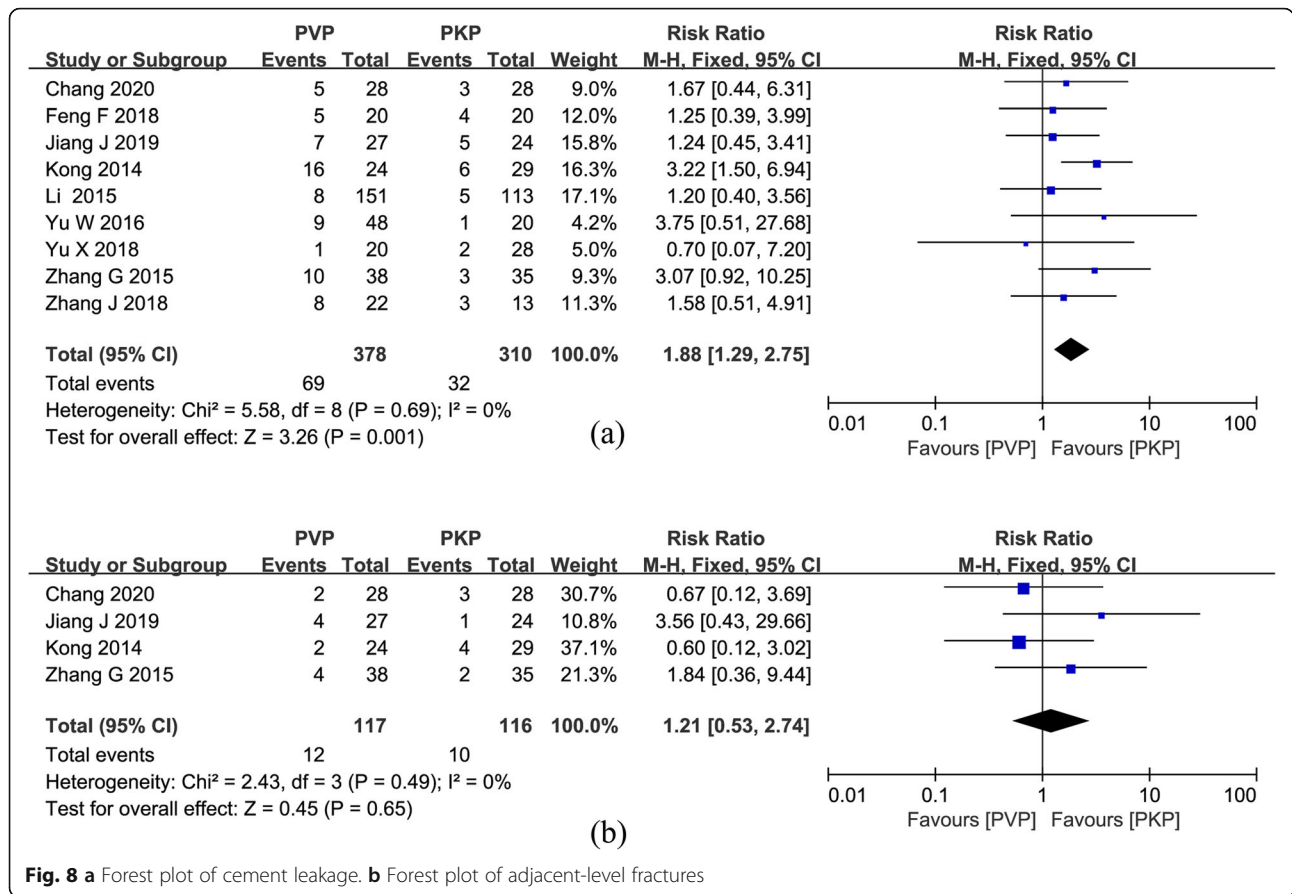 PVP PKP Risk Ratio Risk Ratio
Study or Subgroup Events Total Events Total Weight M-H, Fixed, 95% CI M-H, Fixed, 95% CI
Chang 2020 5 28 3 28 9.0% 1.67 [0.44, 6.31]
Feng F 2018 5 20 4 20 12.0% 1.25 [0.39, 3.99]
Jiang J 2019 7 27 5 24 15.8% 1.24 [0.45, 3.41]
Kong 2014 16 24 6 29 16.3% 3.22 [1.50, 6.94]
Li 2015 8 151 5 113 17.1% 1.20 [0.40, 3.56]
Yu W 2016 9 48 1 20 4.2% 3.75 [0.51, 27.68]
Yu X 2018 1 20 2 28 5.0% 0.70 [0.07, 7.20]
Zhang G 2015 10 38 3 35 9.3% 3.07 [0.92, 10.25]
Zhang J 2018 8 22 3 13 11.3% 1.58 [0.51, 4.91]
Total (95% CI) 378 310 100.0% 1.88 [1.29, 2.75]
Total events 69 32
Heterogeneity: Chi² = 5.58, df = 8 (P = 0.69); I² = 0%
Test for overall effect: Z = 3.26 (P = 0.001)
(a)
0.01 0.1 1 10 100
Favours [PVP] Favours [PKP]
PVP PKP Risk Ratio Risk Ratio
Study or Subgroup Events Total Events Total Weight M-H, Fixed, 95% CI M-H, Fixed, 95% CI
Chang 2020 2 28 3 28 30.7% 0.67 [0.12, 3.69]
Jiang J 2019 4 27 1 24 10.8% 3.56 [0.43, 29.66]
Kong 2014 2 24 4 29 37.1% 0.60 [0.12, 3.02]
Zhang G 2015 4 38 2 35 21.3% 1.84 [0.36, 9.44]
Total (95% CI) 117 116 100.0% 1.21 [0.53, 2.74]
Total events 12 10
Heterogeneity: Chi² = 2.43, df = 3 (P = 0.49); I² = 0%
Test for overall effect: Z = 0.45 (P = 0.65)
(b)
0.01 0.1 1 10 100
Favours [PVP] Favours [PKP]
Fig. 8 a Forest plot of cement leakage. b Forest plot of adjacent-level fractures